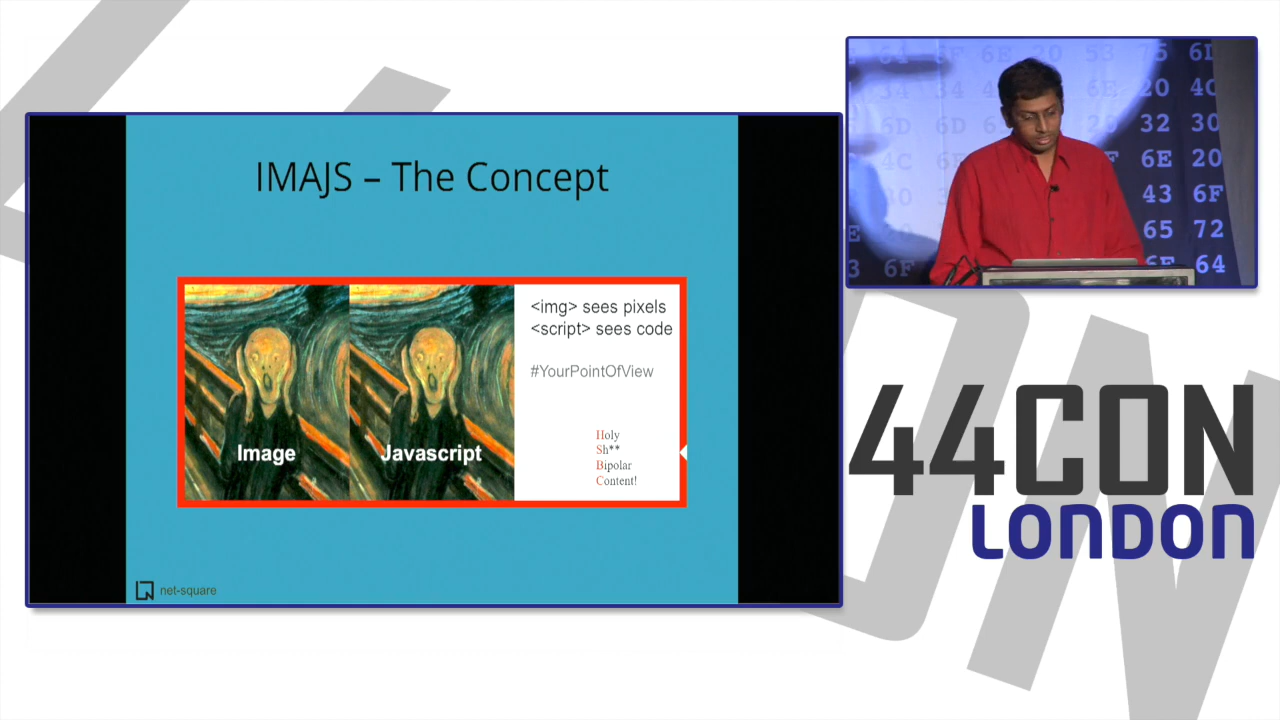 IMAJS – The Concept
<img> sees pixels
<script> sees code
#YourPointOfView
Image
Javascript
Holy
Sh**
Bipolar
Content!
net-square
44CON
LONDON